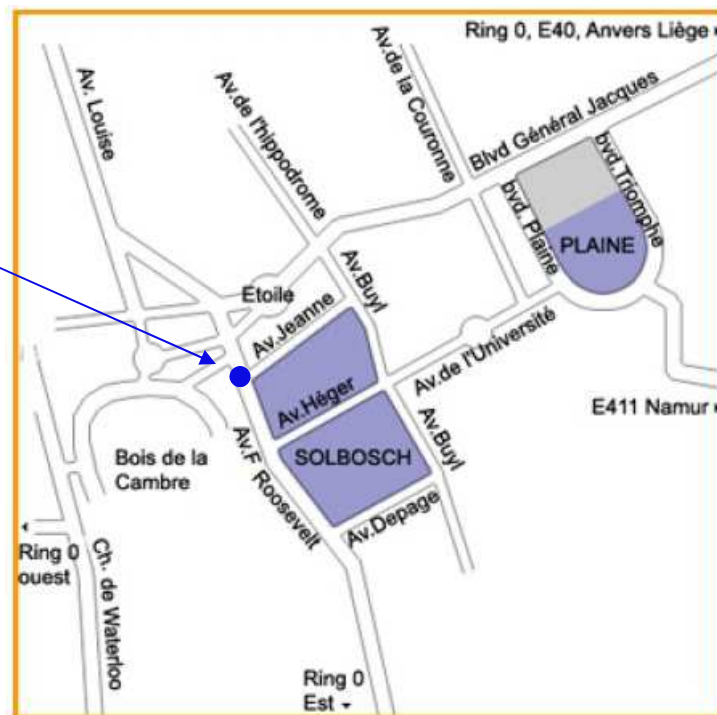 Ring 0, E40, Anvers Liège
Av. Louise
Av.de l'hippodrome
Av.de la Couronne
Blvd Général Jacques
bvd.Triomphe
bvd. Plaine
PLAINE
Etoile
Av.Buyl
Av.Jeanne
Av.de l'Université
Av.Héger
E411 Namur
Av.Buyl
SOLBOSCH
Bois de la
Cambre
Av.F Roosevelt
Av.Depage
Ring 0
ouest
Ch. de Waterloo
Ring 0
Est